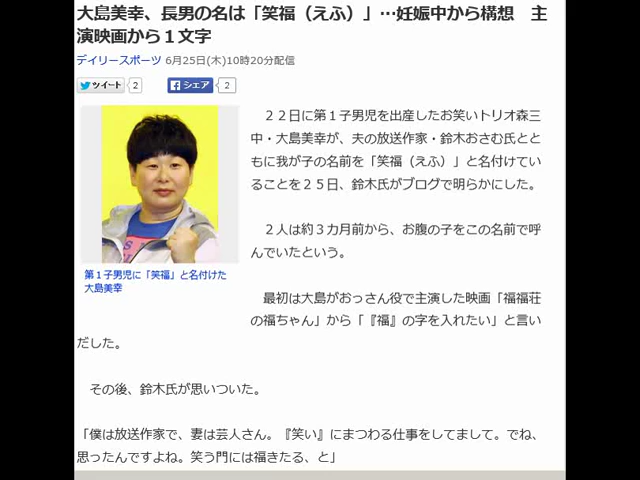 大島美幸、長男の名は「笑福（えふ）」…妊娠中から構想　主
演映画から１文字
デイリースポーツ 6月25日(木)10時20分配信
ツイート 2 シェア 2
２２日に第１子男児を出産したお笑いトリオ森三
中・大島美幸が、夫の放送作家・鈴木おさむ氏とと
もに我が子の名前を「笑福（えふ）」と名付けてい
ることを２５日、鈴木氏がブログで明らかにした。
２人は約３カ月前から、お腹の子をこの名前で呼
んでいたという。
第１子男児に「笑福」と名付けた
大島美幸
最初は大島がおっさん役で主演した映画「福福荘
の福ちゃん」から「『福』の字を入れたい」と言い
だした。
その後、鈴木氏が思いついた。
「僕は放送作家で、妻は芸人さん。『笑い』にまつわる仕事をしてまして。でね、
思ったんですよね。笑う門には福きたる、と」